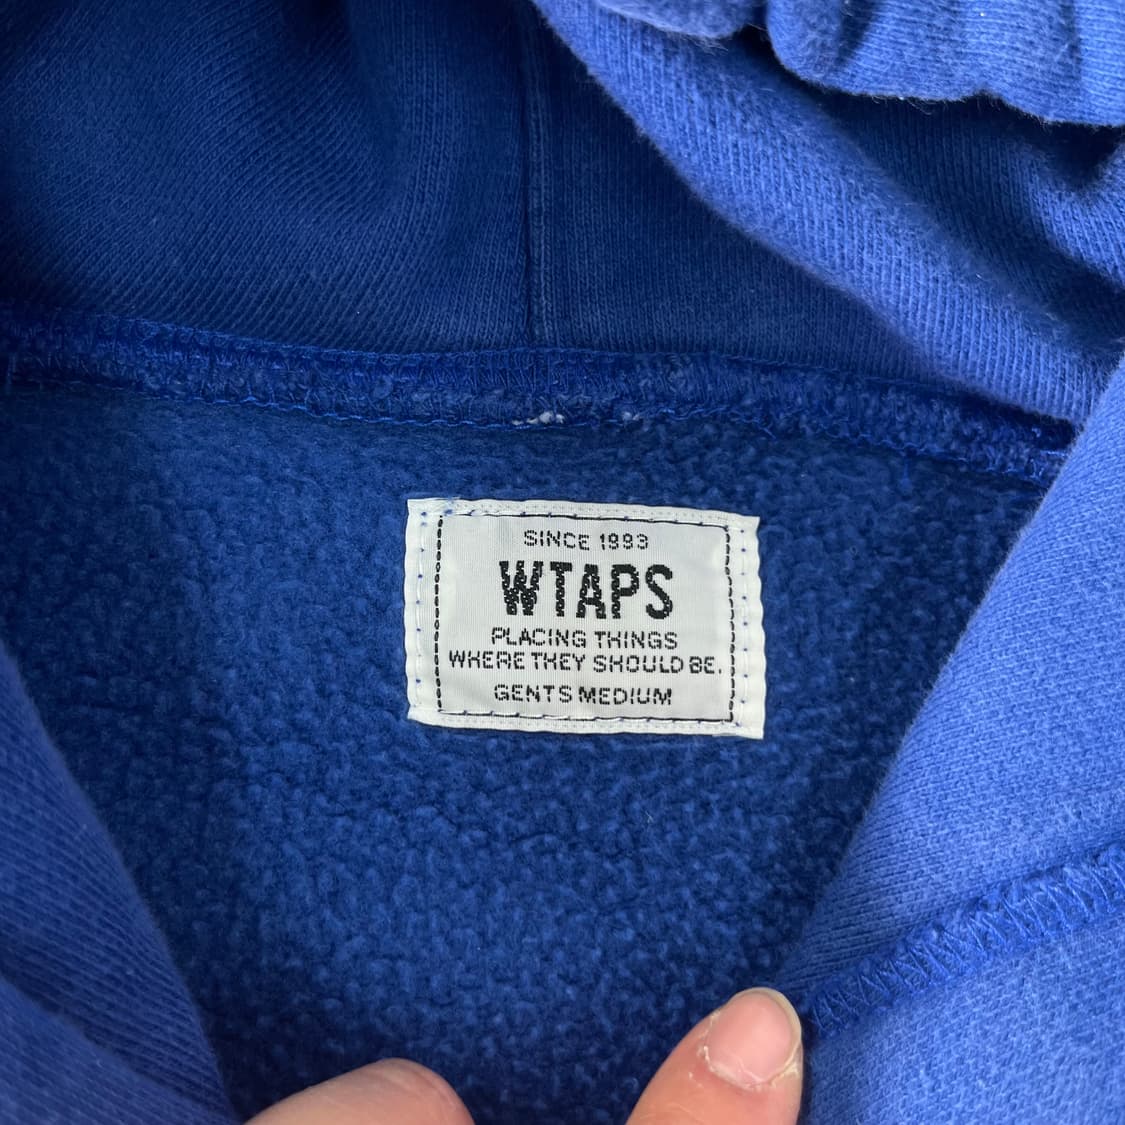 SINCE 1993
WTAPS
PLACING THINGS
WHERE THEY SHOULD BE.
GENTS MEDIUM